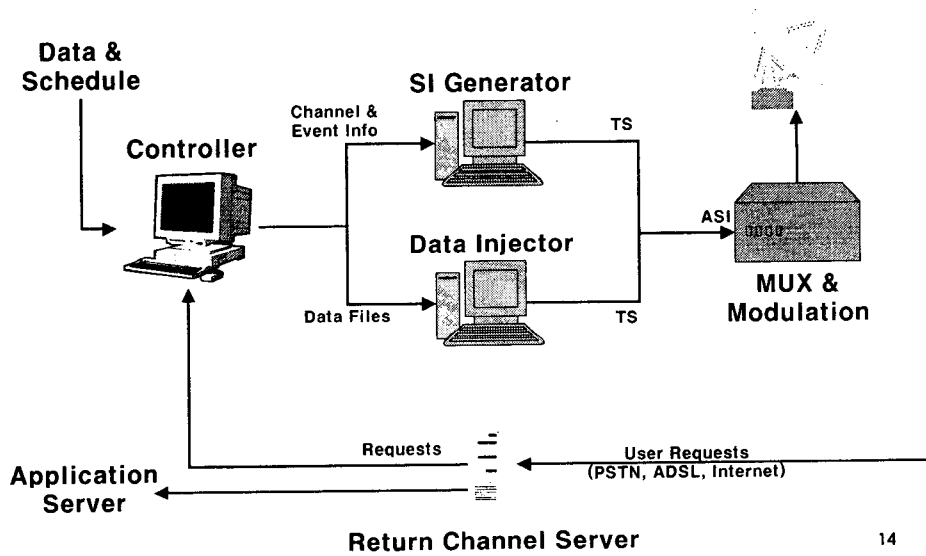 Data &
Schedule
SI Generator
Channel &
Event Info
TS
Controller
ASI
Data Injector
MUX &
Modulation
Data Files
TS
Requests
User Requests
(PSTN, ADSL, Internet)
Application
Server
Return Channel Server
14